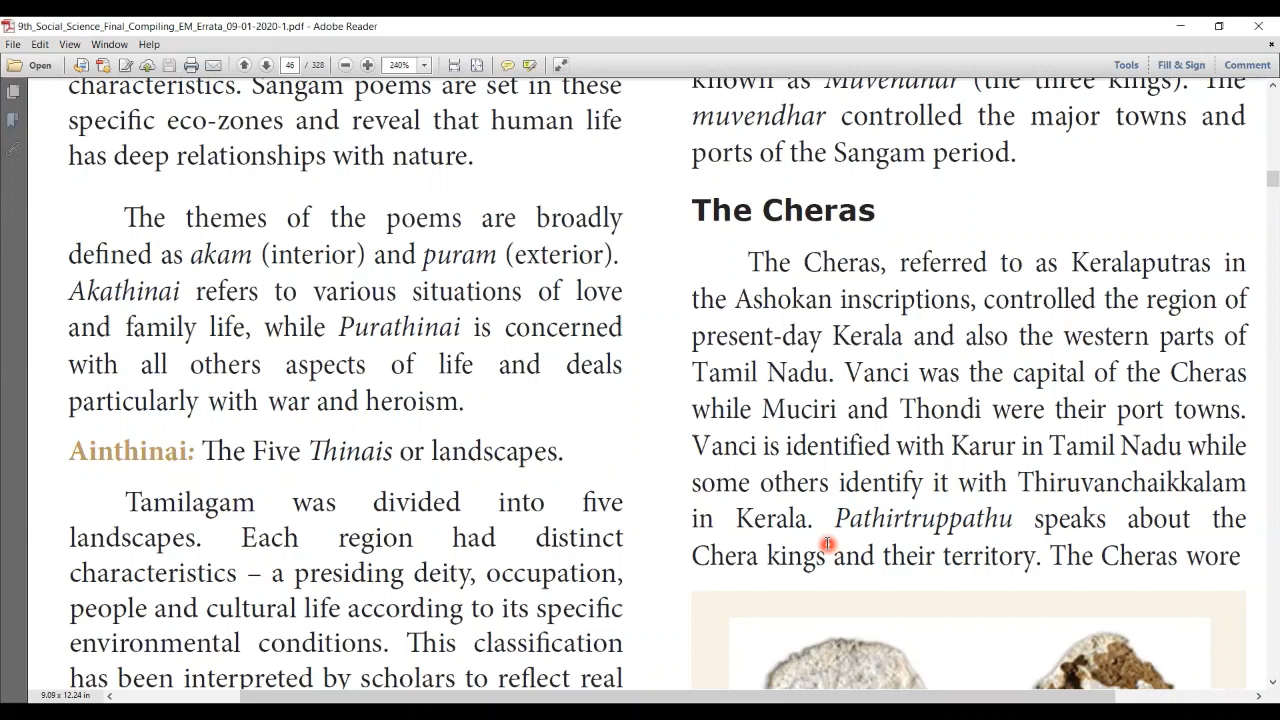 9th_Social_Science_Final_Compiling_EM_Errata_09-01-2020-1.pdf - Adobe Reader
File Edit View Window Help
Open 46 / 328 240% Tools Fill & Sign Comment
characteristics. Sangam poems are set in these
specific eco-zones and reveal that human life
has deep relationships with nature.
The themes of the poems are broadly
defined as akam (interior) and puram (exterior).
Akathinai refers to various situations of love
and family life, while Purathinai is concerned
with all others aspects of life and deals
particularly with war and heroism.
Ainthinai: The Five Thinais or landscapes.
Tamilagam was divided into five
landscapes. Each region had distinct
characteristics – a presiding deity, occupation,
people and cultural life according to its specific
environmental conditions. This classification
has been interpreted by scholars to reflect real
known as Muvendhar (the three kings). The
muvendhar controlled the major towns and
ports of the Sangam period.
The Cheras
The Cheras, referred to as Keralaputras in
the Ashokan inscriptions, controlled the region of
present-day Kerala and also the western parts of
Tamil Nadu. Vanci was the capital of the Cheras
while Muciri and Thondi were their port towns.
Vanci is identified with Karur in Tamil Nadu while
some others identify it with Thiruvanchaikkalam
in Kerala. Pathirtruppathu speaks about the
Chera kings and their territory. The Cheras wore
9.09 x 12.24 in